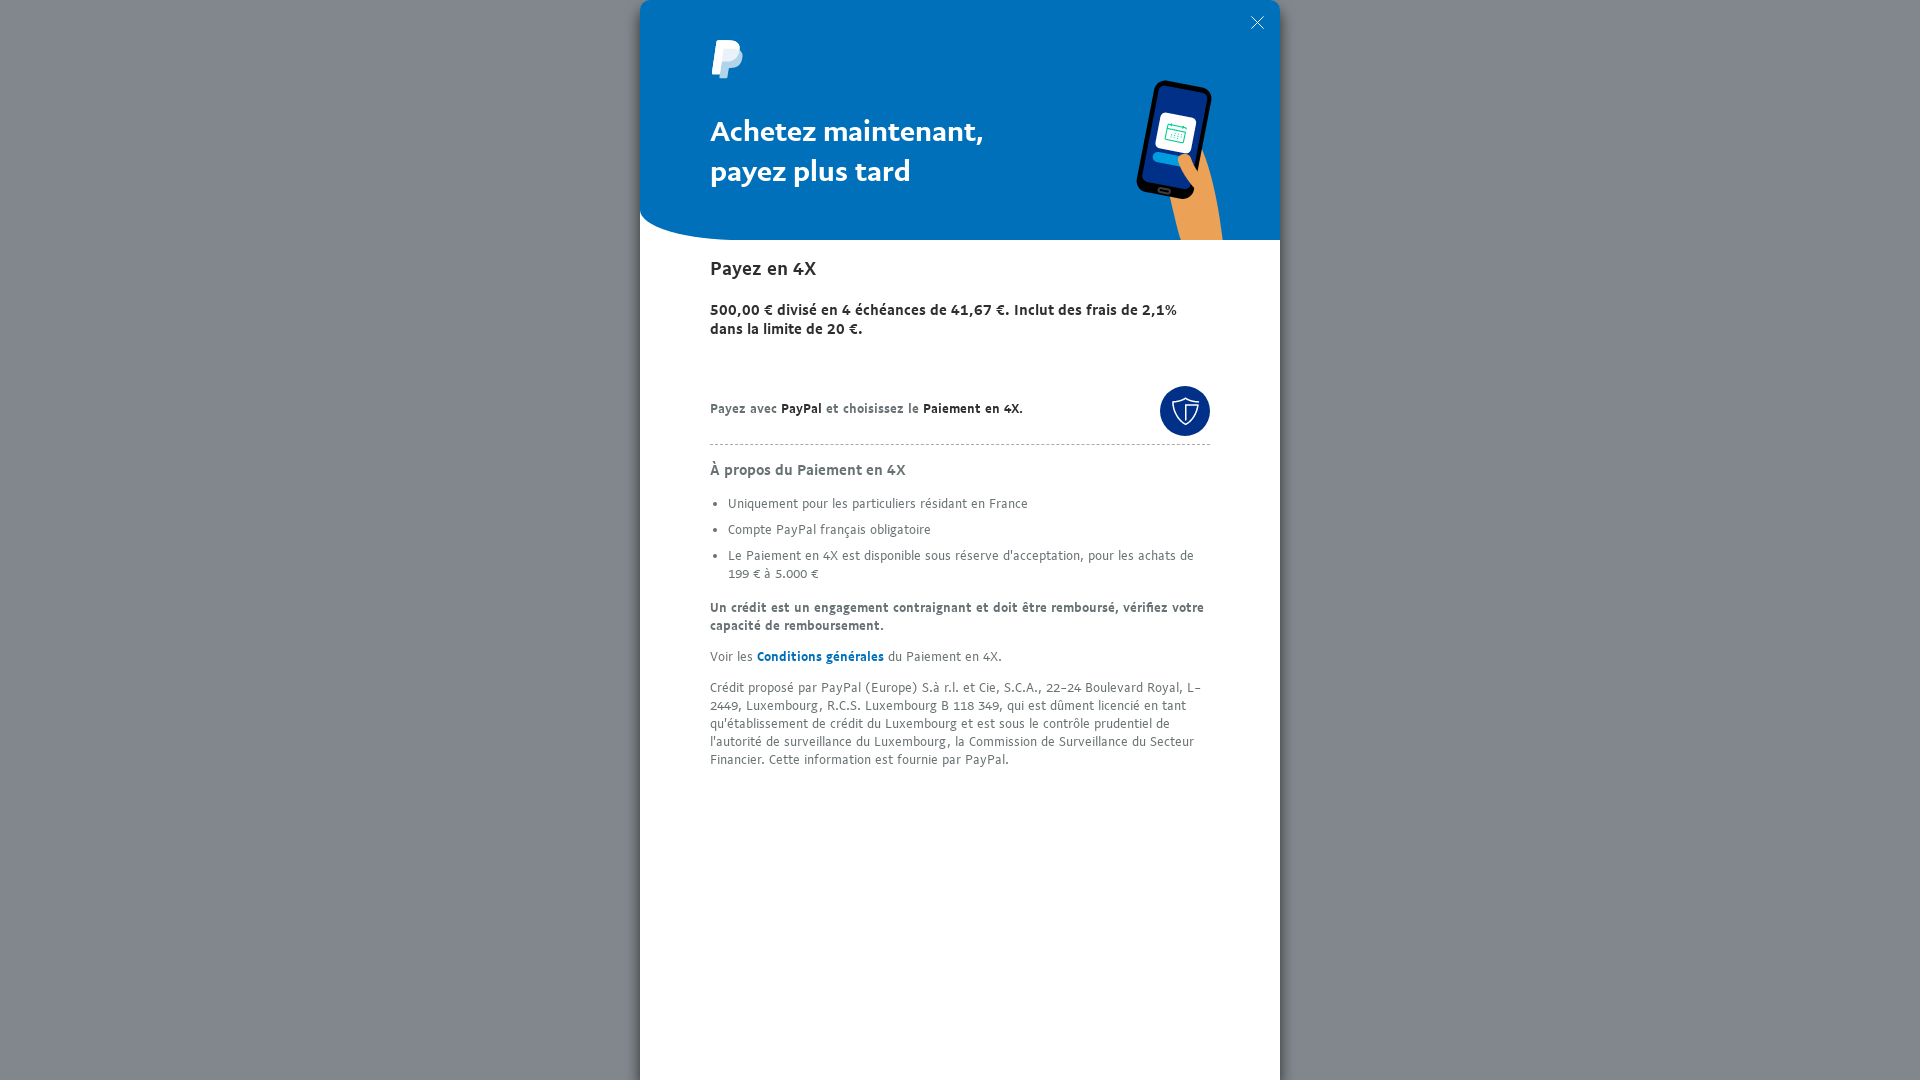 Achetez maintenant,
payez plus tard
Payez en 4X
500,00 € divisé en 4 échéances de 41,67 €. Inclut des frais de 2,1%
dans la limite de 20 €.
Payez avec PayPal et choisissez le Paiement en 4X.
À propos du Paiement en 4X
• Uniquement pour les particuliers résidant en France
• Compte PayPal français obligatoire
• Le Paiement en 4X est disponible sous réserve d'acceptation, pour les achats de
199 € à 5.000 €
Un crédit est un engagement contraignant et doit être remboursé, vérifiez votre
capacité de remboursement.
Voir les Conditions générales du Paiement en 4X.
Crédit proposé par PayPal (Europe) S.à r.l. et Cie, S.C.A., 22-24 Boulevard Royal, L-
2449, Luxembourg, R.C.S. Luxembourg B 118 349, qui est dûment licencié en tant
qu'établissement de crédit du Luxembourg et est sous le contrôle prudentiel de
l'autorité de surveillance du Luxembourg, la Commission de Surveillance du Secteur
Financier. Cette information est fournie par PayPal.